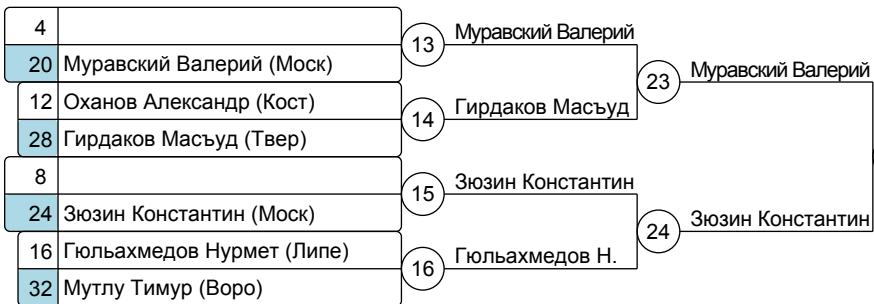 4
20 Муравский Валерий (Моск)
12 Оханов Александр (Кост)
28 Гирдаков Масъуд (Твер)
8
24 Зюзин Константин (Моск)
16 Гюльахмедов Нурмет (Липе)
32 Мутлу Тимур (Воро)
13 Муравский Валерий
14 Гирдаков Масъуд
15 Зюзин Константин
16 Гюльахмедов Н.
23 Муравский Валерий
24 Зюзин Константин